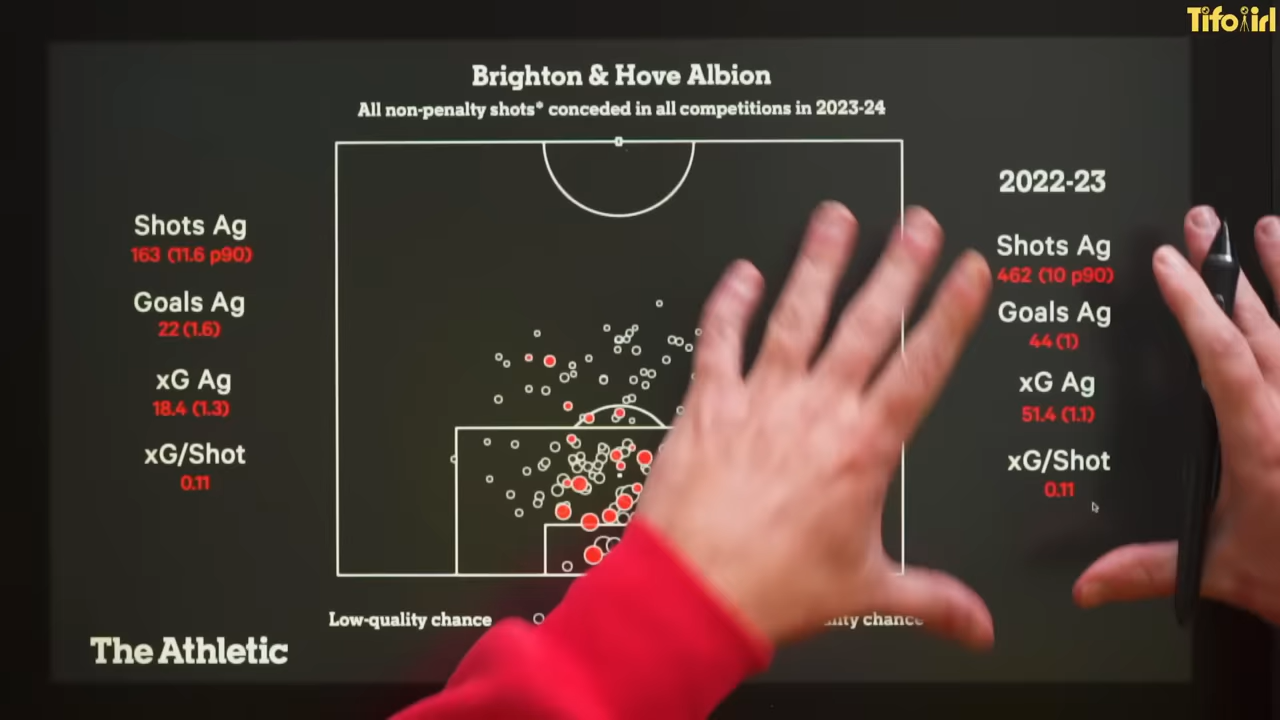 Tifo irl
Brighton & Hove Albion
All non-penalty shots* conceded in all competitions in 2023-24
Shots Ag
163 (11.6 p90)
Goals Ag
22 (1.6)
xG Ag
18.4 (1.3)
xG/Shot
0.11
2022-23
Shots Ag
462 (10 p90)
Goals Ag
44 (1)
xG Ag
51.4 (1.1)
xG/Shot
0.11
Low-quality chance
chance
The Athletic